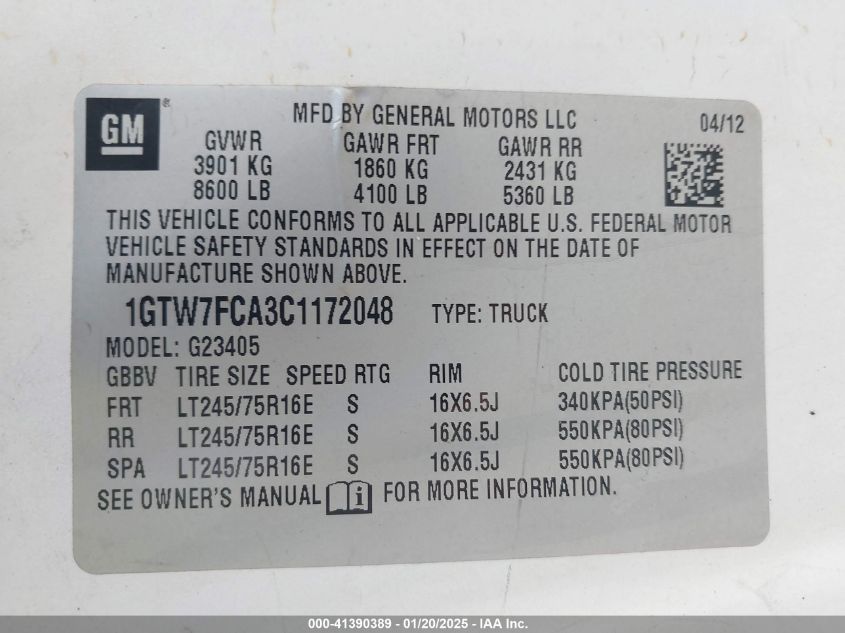 GM ®
MFD BY GENERAL MOTORS LLC 04/12
GVWR GAWR FRT GAWR RR
3901 KG 1860 KG 2431 KG
8600 LB 4100 LB 5360 LB
THIS VEHICLE CONFORMS TO ALL APPLICABLE U.S. FEDERAL MOTOR
VEHICLE SAFETY STANDARDS IN EFFECT ON THE DATE OF
MANUFACTURE SHOWN ABOVE.
1GTW7FCA3C1172048 TYPE: TRUCK
MODEL: G23405
GBBV TIRE SIZE SPEED RTG RIM COLD TIRE PRESSURE
FRT LT245/75R16E S 16X6.5J 340KPA(50PSI)
RR LT245/75R16E S 16X6.5J 550KPA(80PSI)
SPA LT245/75R16E S 16X6.5J 550KPA(80PSI)
SEE OWNER'S MANUAL i FOR MORE INFORMATION.
000-41390389 - 01/20/2025 - IAA Inc.